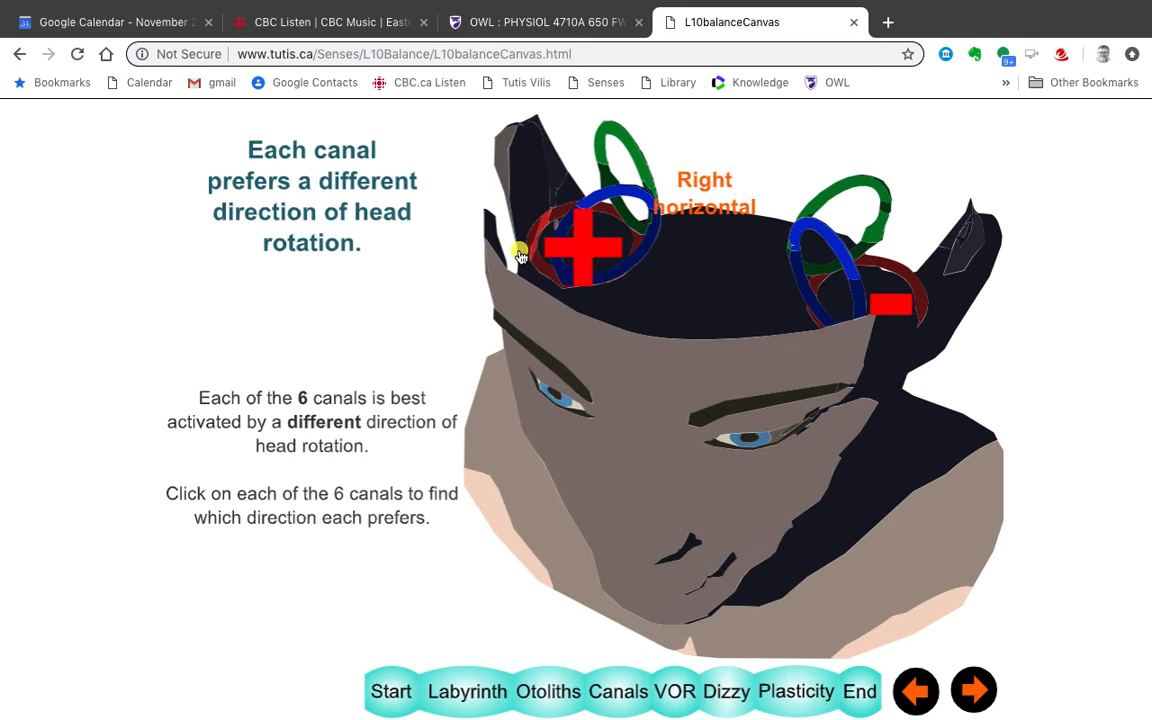 Google Calendar - November 2
CBC Listen | CBC Music | Easte
OWL : PHYSIOL 4710A 650 FW
L10balanceCanvas
Not Secure
www.tutis.ca/Senses/L10Balance/L10balanceCanvas.html
9+
Bookmarks
Calendar
gmail
Google Contacts
CBC.ca Listen
Tutis Vilis
Senses
Library
Knowledge
OWL
»
Other Bookmarks
Each canal
prefers a different
direction of head
rotation.
Right
horizontal
Each of the 6 canals is best
activated by a different direction of
head rotation.
Click on each of the 6 canals to find
which direction each prefers.
Start
Labyrinth
Otoliths
Canals
VOR
Dizzy
Plasticity
End